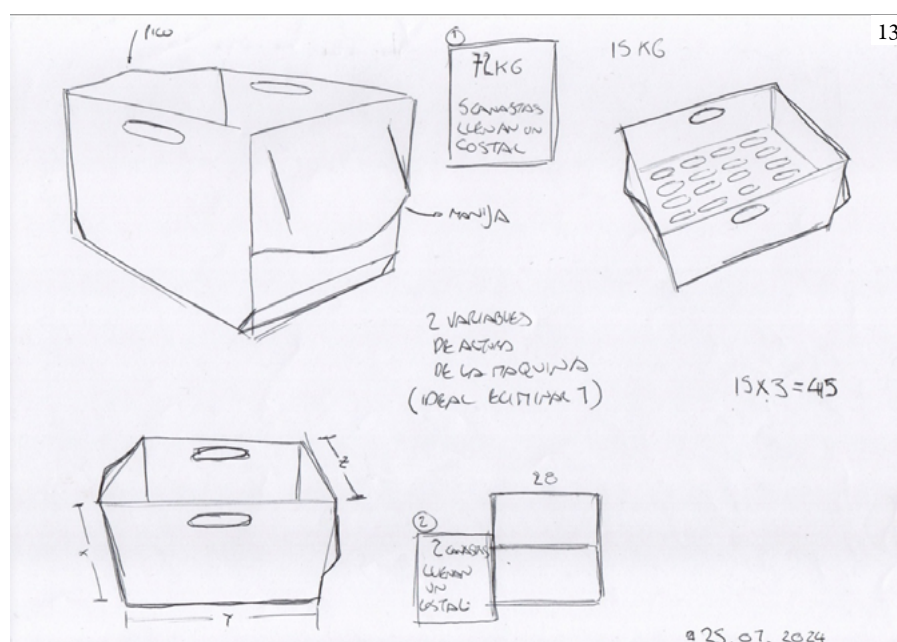 13
PICO
1
72KG
5 CANASTAS
LLENAN UN
COSTAL
15 KG
MANIJA
2 VARIABLES
DE ALTURA
DE LA MAQUINA
(IDEAL ELIMINAR 1)
15X3=45
Z
X
Y
28
2
2 CANASTAS
LLENAN
UN
COSTAL
25.07.2024